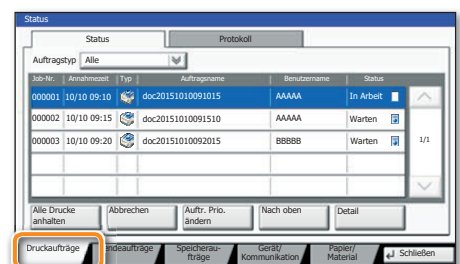 Status
Status Protokoll
Auftragstyp Alle
Job-Nr. Annahmezeit Typ Auftragsname Benutzername Status
000001 10/10 09:10 doc20151010091015 AAAAA In Arbeit
000002 10/10 09:15 doc20151010091510 AAAAA Warten
000003 10/10 09:20 doc20151010092015 BBBBB Warten
1/1
Alle Drucke anhalten
Abbrechen
Auftr. Prio. ändern
Nach oben
Detail
Druckaufträge
endeaufträge
Speicherau-
fträge
Gerät/
Kommunikation
Papier/
Material
Schließen